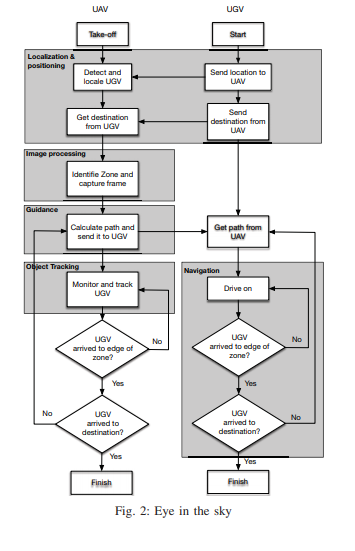 UAV
UGV
Take-off
Start
Localization &
positioning
Detect and
locale UGV
Send location to
UAV
Get destination
from UGV
Send
destination from
UAV
Image processing
Identifie Zone and
capture frame
Guidance
Calculate path and
send it to UGV
Get path from
UAV
Object Tracking
Monitor and track
UGV
Navigation
Drive on
UGV
arrived to edge of
zone?
No
Yes
UGV
arrived to edge of
zone?
No
Yes
UGV
arrived to
destination?
No
Yes
UGV
arrived to
destination?
No
Yes
Finish
Finish
Fig. 2: Eye in the sky